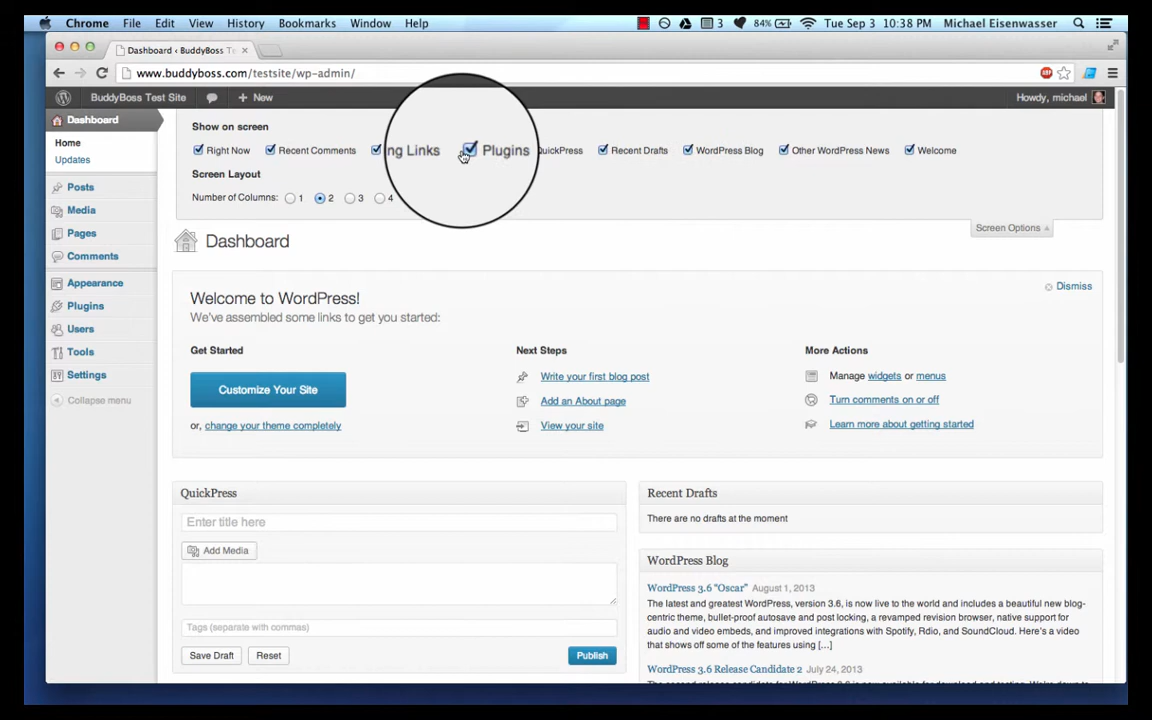 Chrome File Edit View History Bookmarks Window Help 3 84% Tue Sep 3 10:38 PM Michael Eisenwasser
Dashboard ‹ BuddyBoss Te
www.buddyboss.com/testsite/wp-admin/
BuddyBoss Test Site + New Howdy, michael
Dashboard
Home
Updates
Posts
Media
Pages
Comments
Appearance
Plugins
Users
Tools
Settings
Collapse menu
Show on screen
Right Now Recent Comments ng Links Plugins QuickPress Recent Drafts WordPress Blog Other WordPress News Welcome
Screen Layout
Number of Columns: 1 2 3 4
Screen Options
Dashboard
Welcome to WordPress!
Dismiss
We've assembled some links to get you started:
Get Started
Customize Your Site
or, change your theme completely
Next Steps
Write your first blog post
Add an About page
View your site
More Actions
Manage widgets or menus
Turn comments on or off
Learn more about getting started
QuickPress
Enter title here
Add Media
Tags (separate with commas)
Save Draft Reset Publish
Recent Drafts
There are no drafts at the moment
WordPress Blog
WordPress 3.6 “Oscar” August 1, 2013
The latest and greatest WordPress, version 3.6, is now live to the world and includes a beautiful new blog-
centric theme, bullet-proof autosave and post locking, a revamped revision browser, native support for
audio and video embeds, and improved integrations with Spotify, Rdio, and SoundCloud. Here's a video
that shows off some of the features using [...]
WordPress 3.6 Release Candidate 2 July 24, 2013